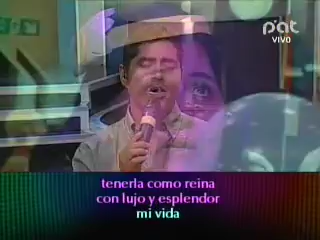 pat
VIVO
tenerla como reina
con lujo y esplendor
mi vida